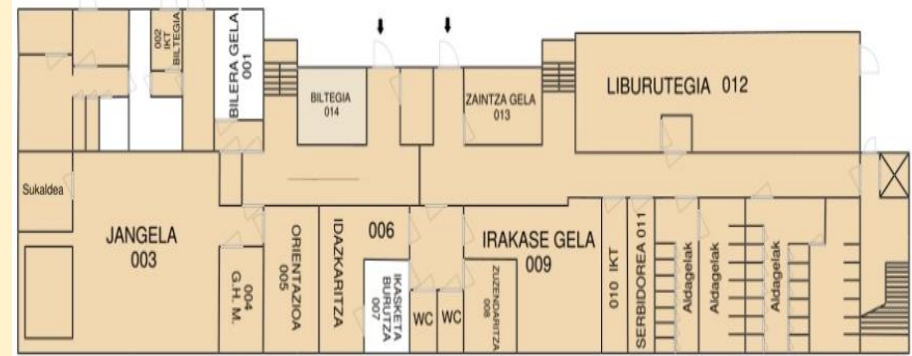 002
IKT
BILTEGIA
BILERA GELA
001
BILTEGIA
014
ZAINTZA GELA
013
LIBURUTEGIA 012
Sukaldea
JANGELA
003
004
G.H.M.
ORIENTAZIOA
005
IDAZKARITZA
006
IKASKETA
BURUTZA
007
WC
WC
IRAKASE GELA
009
ZUZENDARITZA
008
010 IKT
SERBIDOREA 011
Aldagelak
Aldagelak
Aldagelak